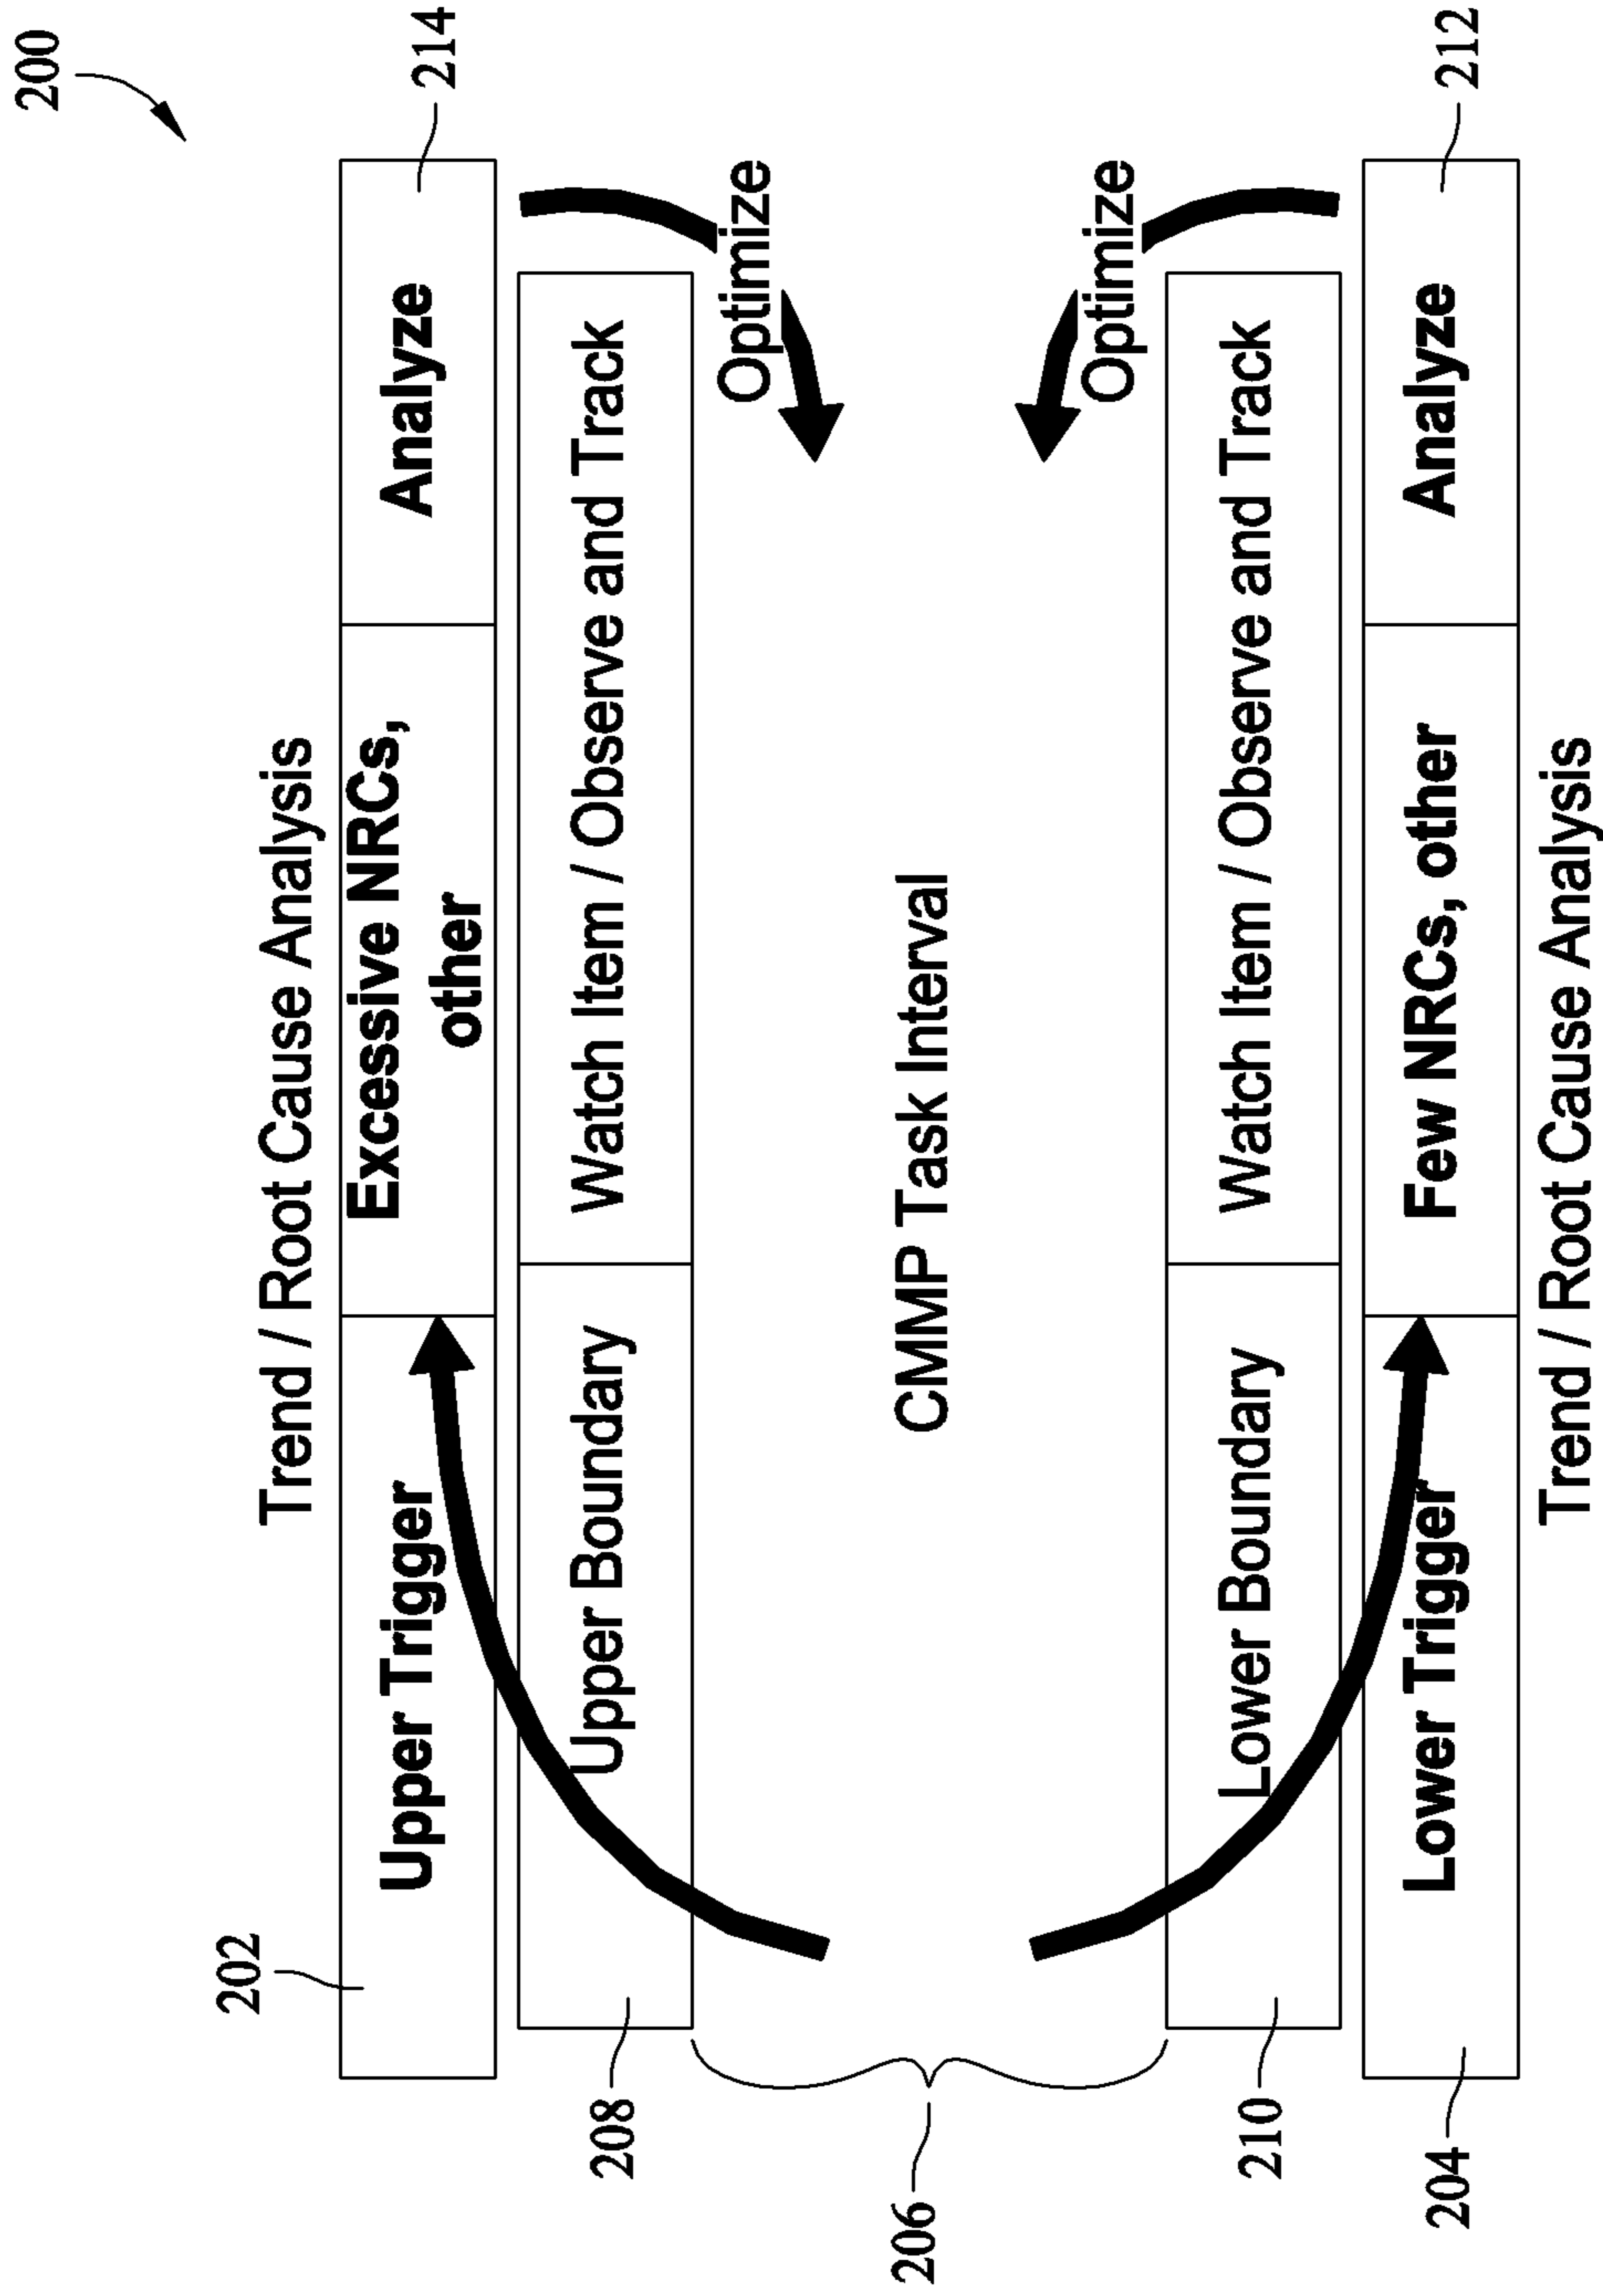 200
Trend / Root Cause Analysis
202
Upper Trigger
Excessive NRCs,
other
Analyze
214
208
Upper Boundary
Watch Item / Observe and Track
Optimize
206
CMMP Task Interval
Optimize
210
Lower Boundary
Watch Item / Observe and Track
204
Lower Trigger
Few NRCs, other
Analyze
212
Trend / Root Cause Analysis